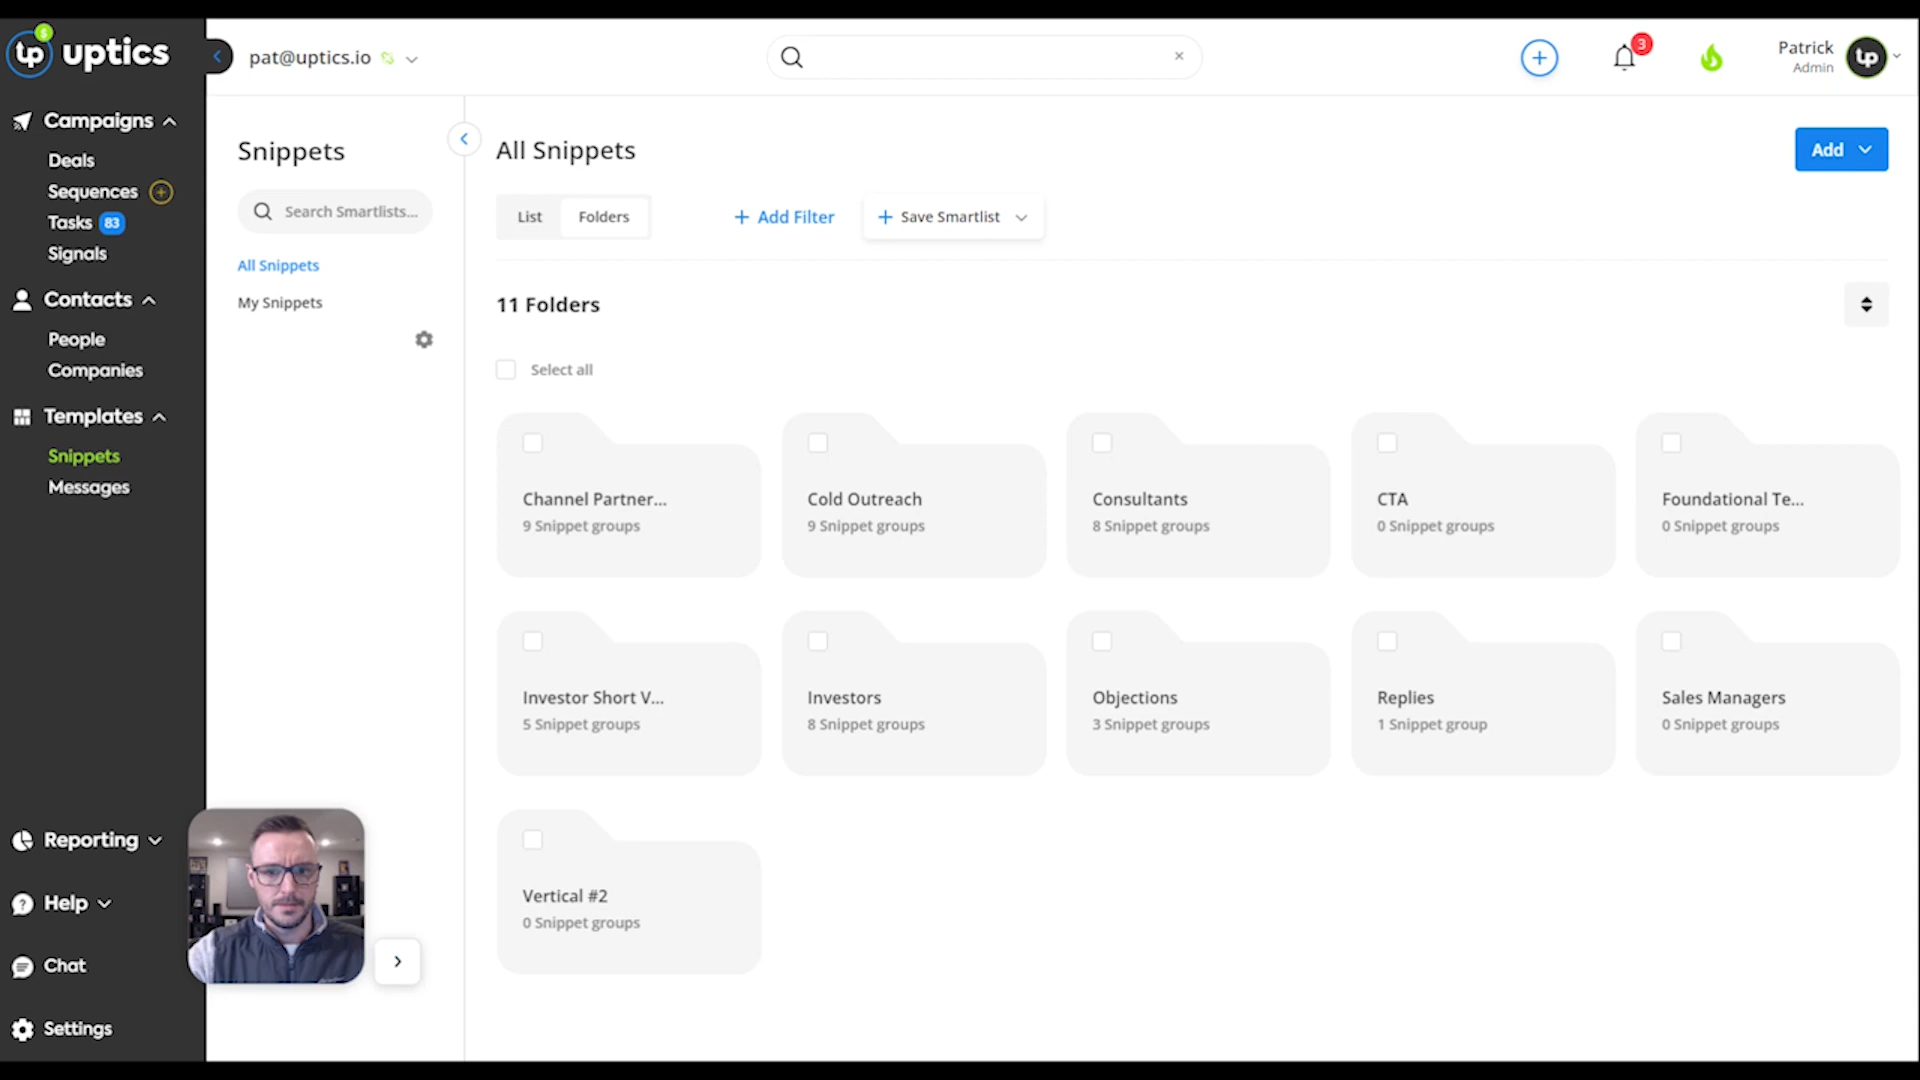 uptics
pat@uptics.io
3
Patrick
Admin
Campaigns
Deals
Sequences
Tasks 83
Signals
Contacts
People
Companies
Templates
Snippets
Messages
Reporting
Help
Chat
Settings
Snippets
Search Smartlists...
All Snippets
My Snippets
All Snippets
Add
List
Folders
+ Add Filter
+ Save Smartlist
11 Folders
Select all
Channel Partner...
9 Snippet groups
Cold Outreach
9 Snippet groups
Consultants
8 Snippet groups
CTA
0 Snippet groups
Foundational Te...
0 Snippet groups
Investor Short V...
5 Snippet groups
Investors
8 Snippet groups
Objections
3 Snippet groups
Replies
1 Snippet group
Sales Managers
0 Snippet groups
Vertical #2
0 Snippet groups